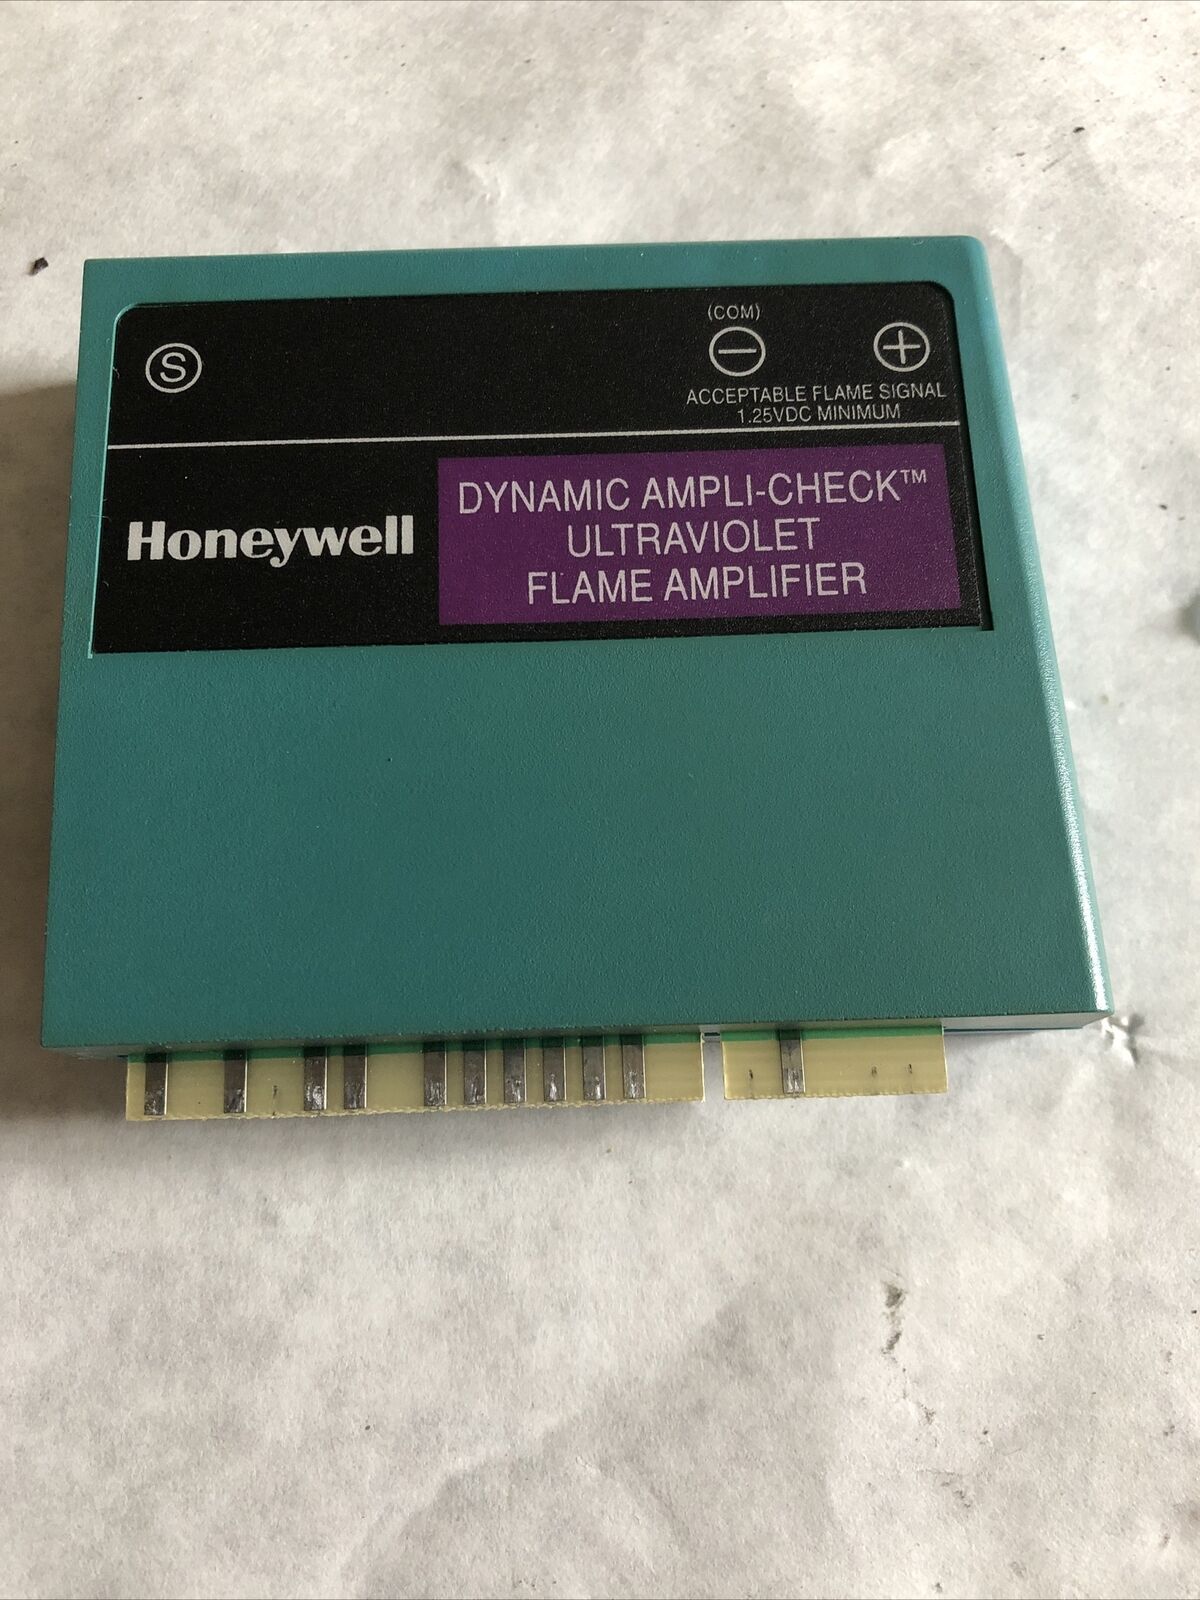 (COM)
S
− +
ACCEPTABLE FLAME SIGNAL
1.25VDC MINIMUM
Honeywell
DYNAMIC AMPLI-CHECK™
ULTRAVIOLET
FLAME AMPLIFIER